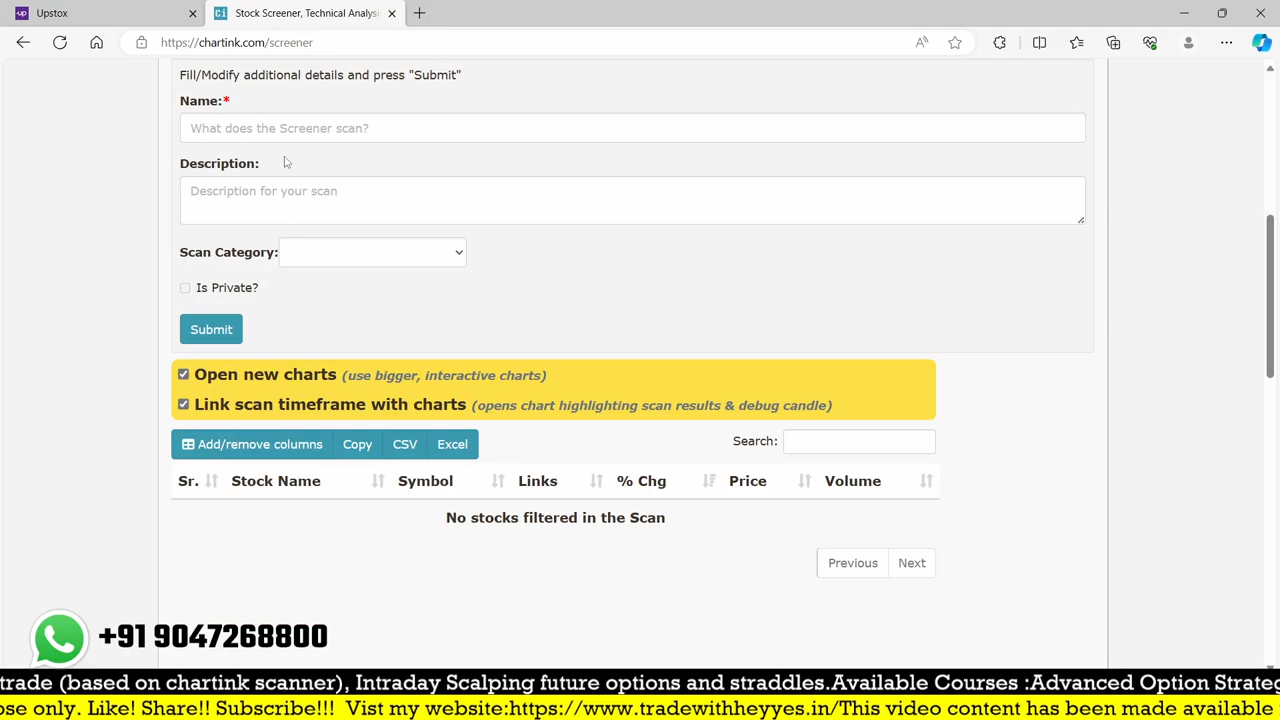 Upstox
Stock Screener, Technical Analysi
https://chartink.com/screener
Fill/Modify additional details and press "Submit"
Name:*
What does the Screener scan?
Description:
Description for your scan
Scan Category:
Is Private?
Submit
Open new charts (use bigger, interactive charts)
Link scan timeframe with charts (opens chart highlighting scan results & debug candle)
Add/remove columns Copy CSV Excel Search:
Sr. Stock Name Symbol Links % Chg Price Volume
No stocks filtered in the Scan
Previous Next
+91 9047268800
trade (based on chartink scanner), Intraday Scalping future options and straddles.Available Courses :Advanced Option Strateg
ose only. Like! Share!! Subscribe!!! Vist my website:https://www.tradewithheyyes.in/This video content has been made available